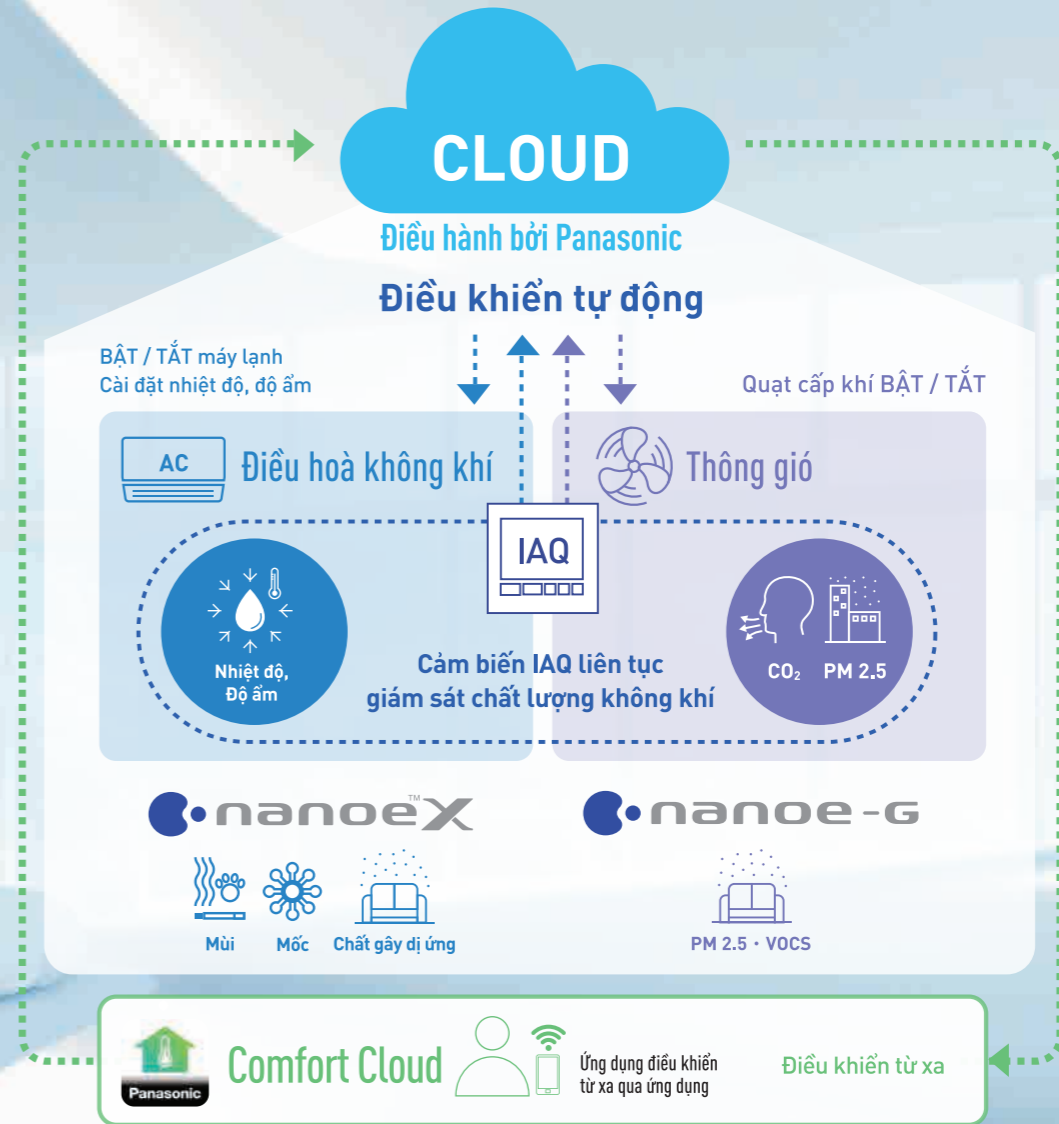 CLOUD
Điều hành bởi Panasonic
Điều khiển tự động
BẬT / TẮT máy lạnh
Cài đặt nhiệt độ, độ ẩm
Quạt cấp khí BẬT / TẮT
AC
Điều hoà không khí
Thông gió
IAQ
Nhiệt độ,
Độ ẩm
CO₂ PM 2.5
Cảm biến IAQ liên tục
giám sát chất lượng không khí
nanoe™X
nanoe-G
Mùi
Mốc
Chất gây dị ứng
PM 2.5 · VOCS
Panasonic
Comfort Cloud
Ứng dụng điều khiển
từ xa qua ứng dụng
Điều khiển từ xa